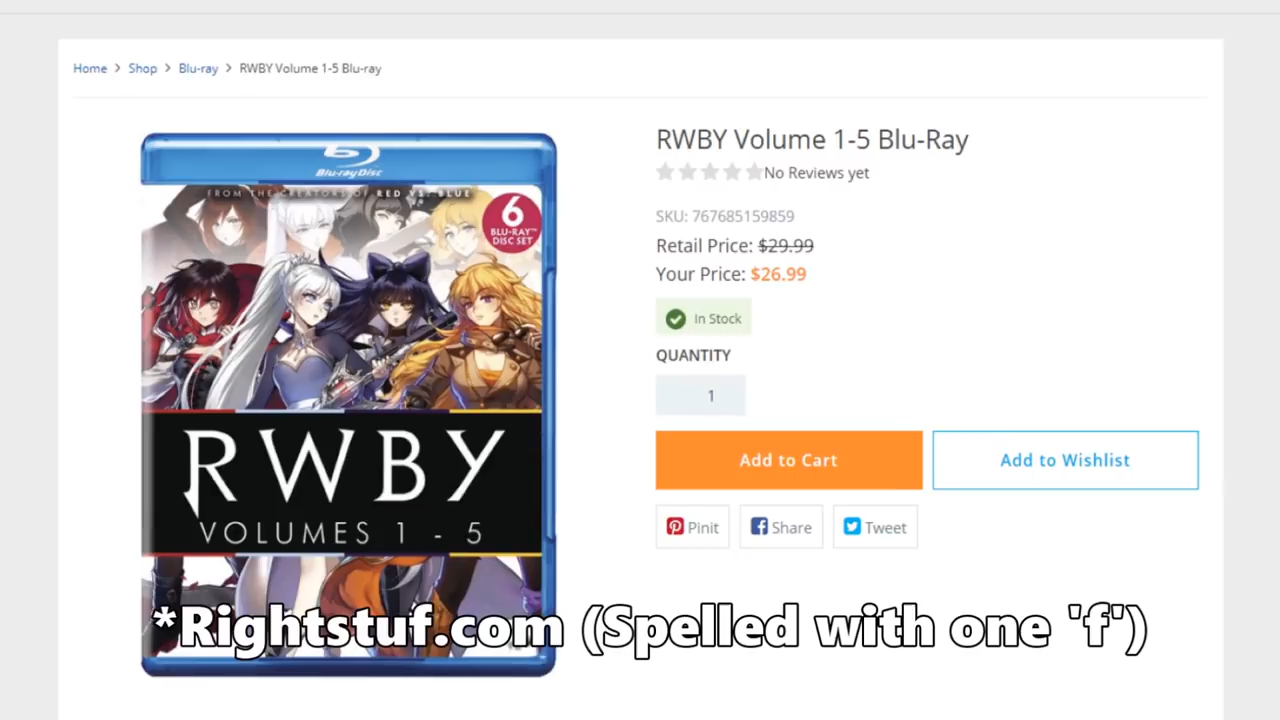 Home > Shop > Blu-ray > RWBY Volume 1-5 Blu-ray
Blu-ray Disc
FROM THE CREATORS OF RED VS. BLUE
6
BLU-RAY™
DISC SET
RWBY
VOLUMES 1 - 5
RWBY Volume 1-5 Blu-Ray
No Reviews yet
SKU: 767685159859
Retail Price: $29.99
Your Price: $26.99
In Stock
QUANTITY
1
Add to Cart
Add to Wishlist
Pinit
Share
Tweet
*Rightstuf.com (Spelled with one 'f')